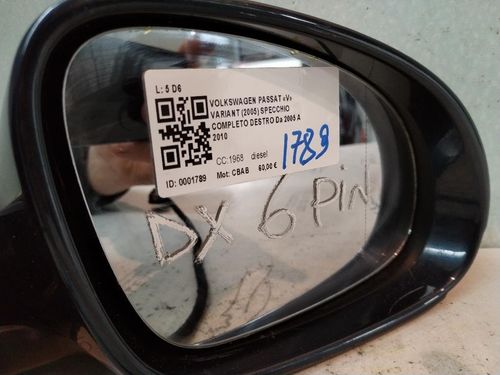 L: 5 D6
VOLKSWAGEN PASSAT «V»
VARIANT (2005) SPECCHIO
COMPLETO DESTRO Da 2005 A
2010
1789
CC:1968 diesel
ID: 0001789 Mot: CBAB 60,00 €
DX 6 PIN